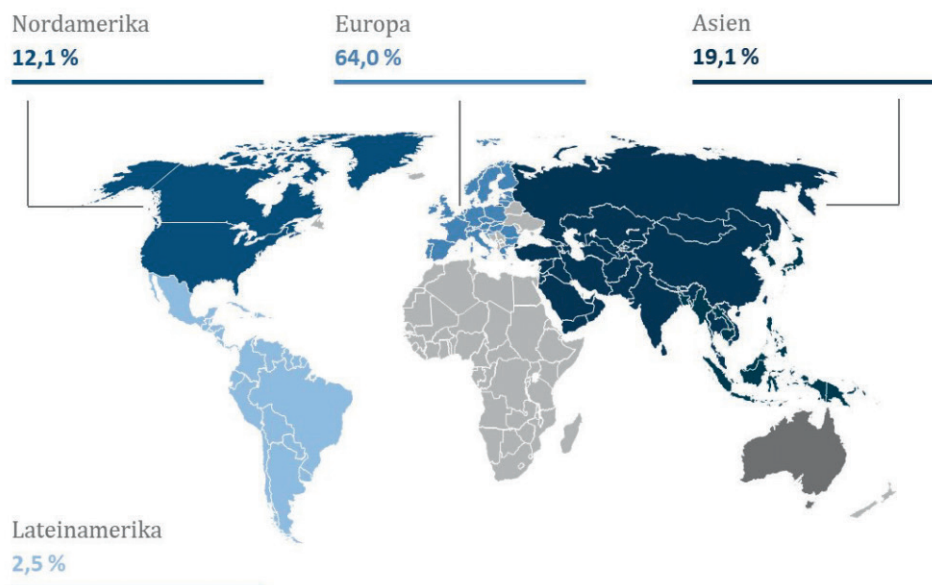 Nordamerika
12,1 %
Europa
64,0 %
Asien
19,1 %
Lateinamerika
2,5 %